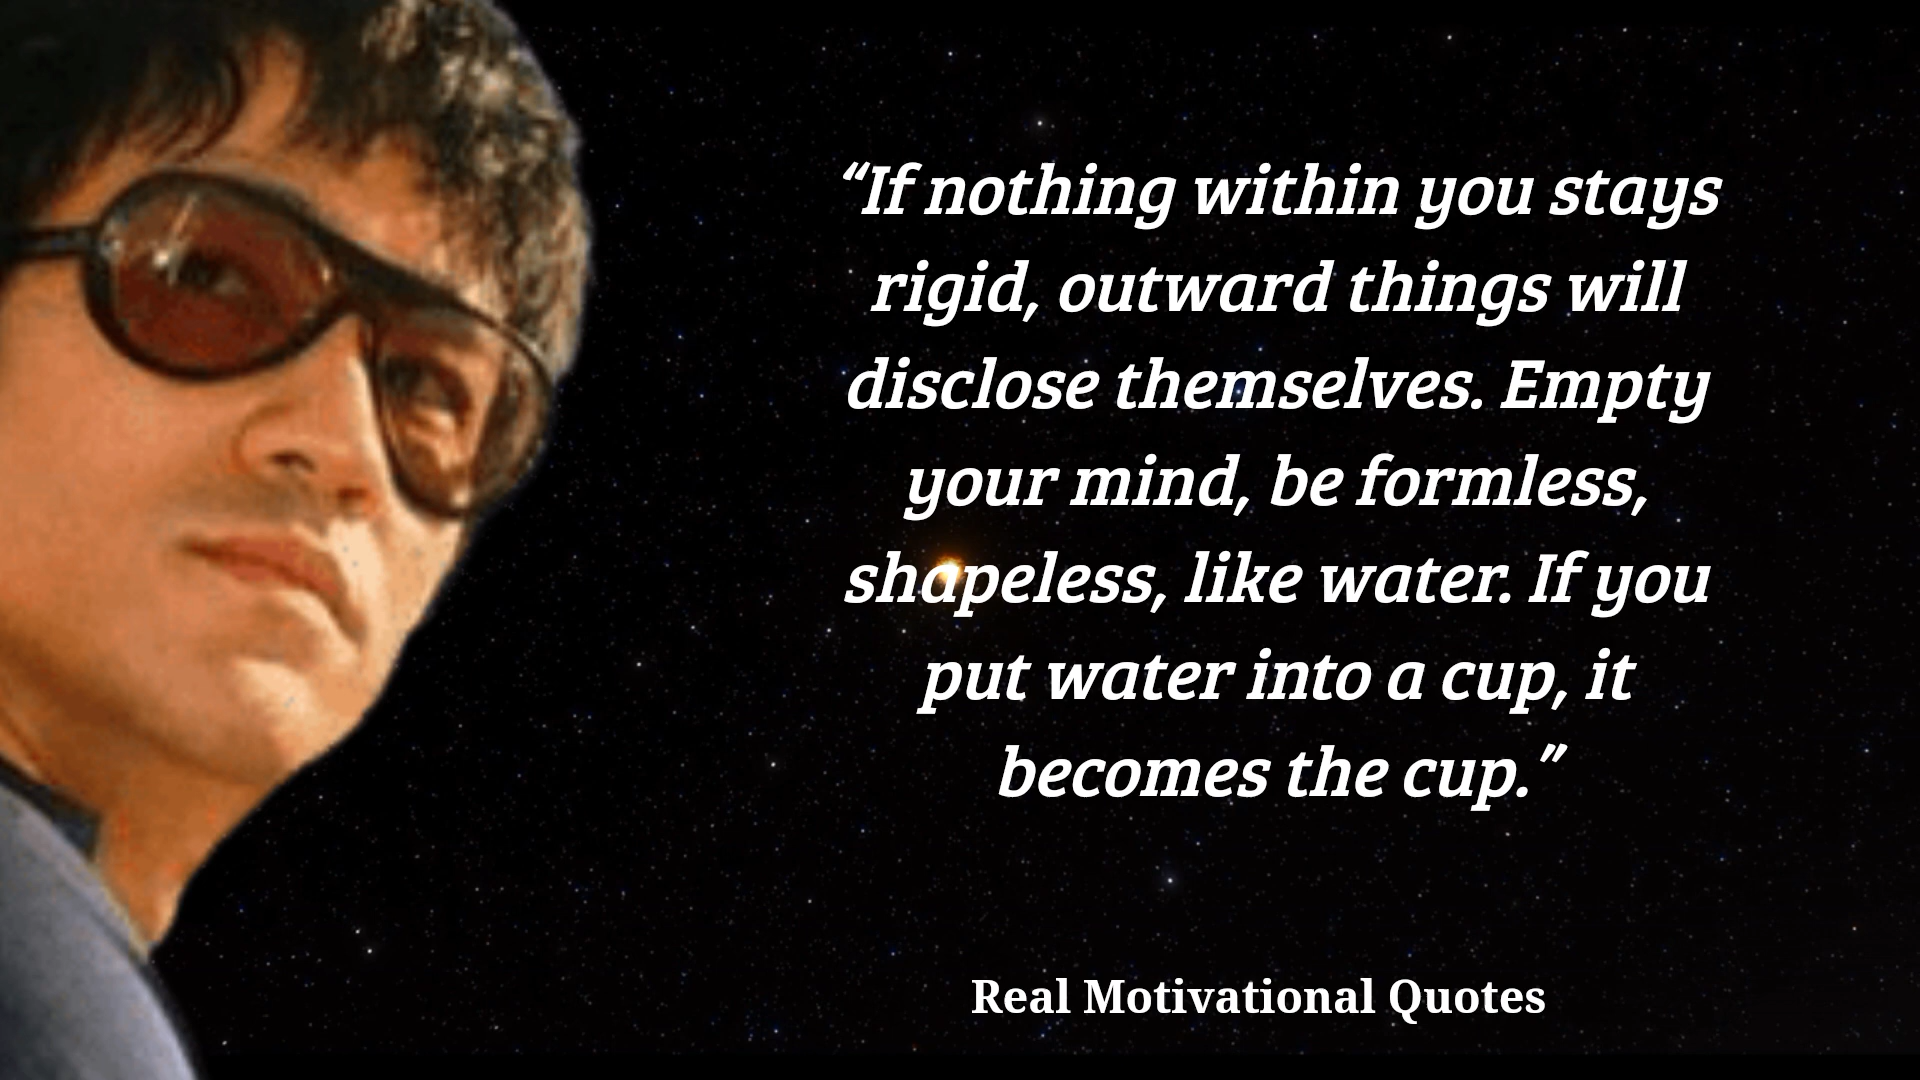 “If nothing within you stays
rigid, outward things will
disclose themselves. Empty
your mind, be formless,
shapeless, like water. If you
put water into a cup, it
becomes the cup.”
Real Motivational Quotes